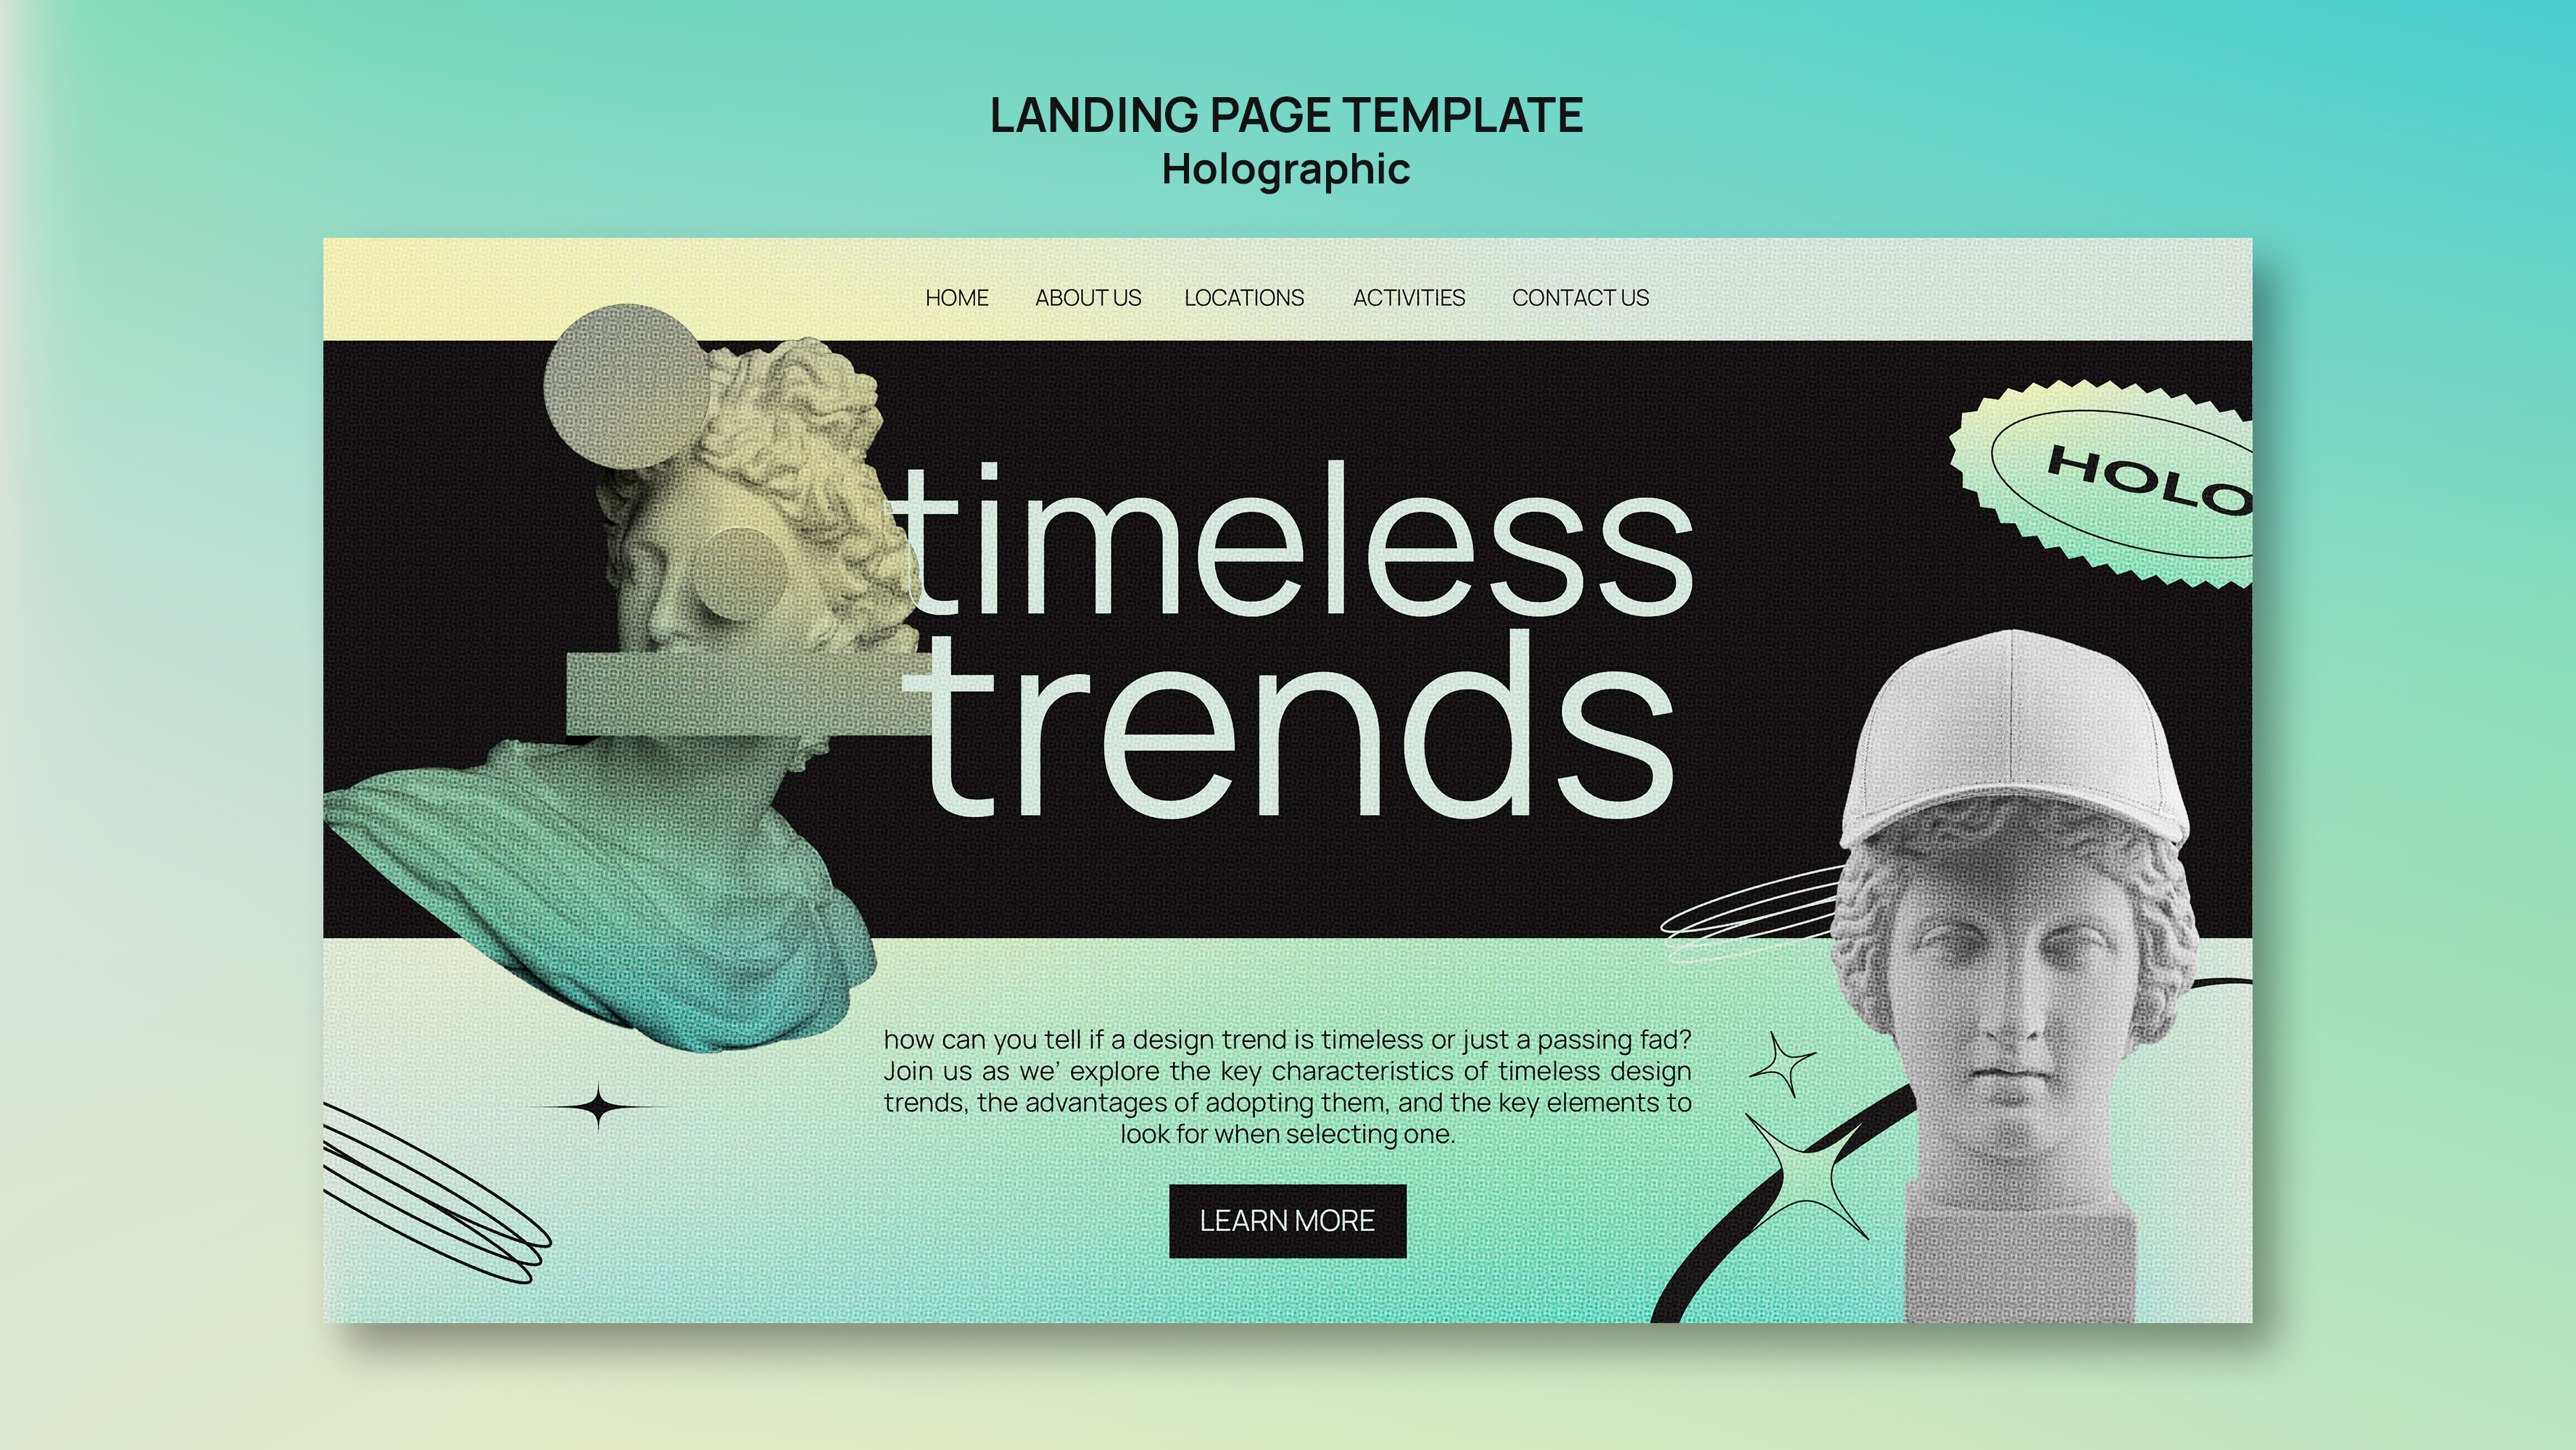 LANDING PAGE TEMPLATE
Holographic
HOME ABOUT US LOCATIONS ACTIVITIES CONTACT US
HOLO
timeless
trends
how can you tell if a design trend is timeless or just a passing fad?
Join us as we’ explore the key characteristics of timeless design
trends, the advantages of adopting them, and the key elements to
look for when selecting one.
LEARN MORE